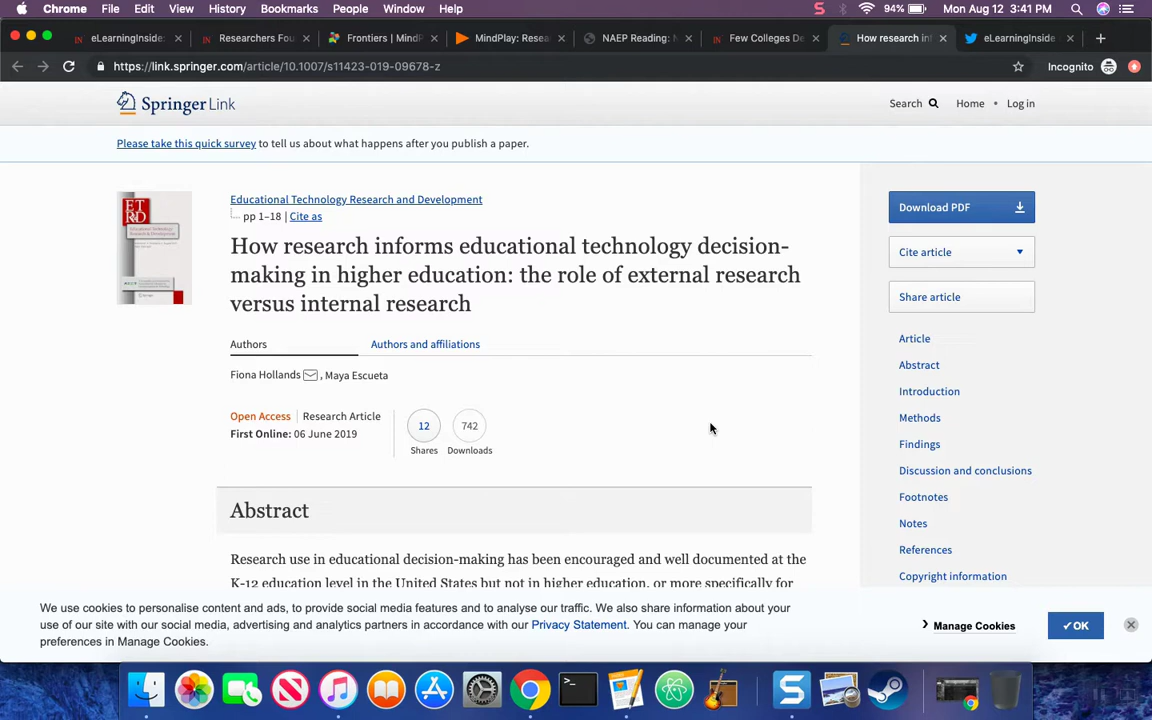 Chrome File Edit View History Bookmarks People Window Help 94% Mon Aug 12 3:41 PM
eLearningInside: Researchers Fou Frontiers | MindP MindPlay: Resea NAEP Reading: N Few Colleges De How research inf eLearningInside
https://link.springer.com/article/10.1007/s11423-019-09678-z Incognito
Springer Link Search Home • Log in
Please take this quick survey to tell us about what happens after you publish a paper.
Educational Technology Research and Development
pp 1–18 | Cite as
How research informs educational technology decision-
making in higher education: the role of external research
versus internal research
Authors Authors and affiliations
Fiona Hollands , Maya Escueta
Open Access Research Article
First Online: 06 June 2019
12 742
Shares Downloads
Abstract
Research use in educational decision-making has been encouraged and well documented at the
K-12 education level in the United States but not in higher education, or more specifically for
Download PDF
Cite article
Share article
Article
Abstract
Introduction
Methods
Findings
Discussion and conclusions
Footnotes
Notes
References
Copyright information
We use cookies to personalise content and ads, to provide social media features and to analyse our traffic. We also share information about your
use of our site with our social media, advertising and analytics partners in accordance with our Privacy Statement. You can manage your
preferences in Manage Cookies.
Manage Cookies
✓OK